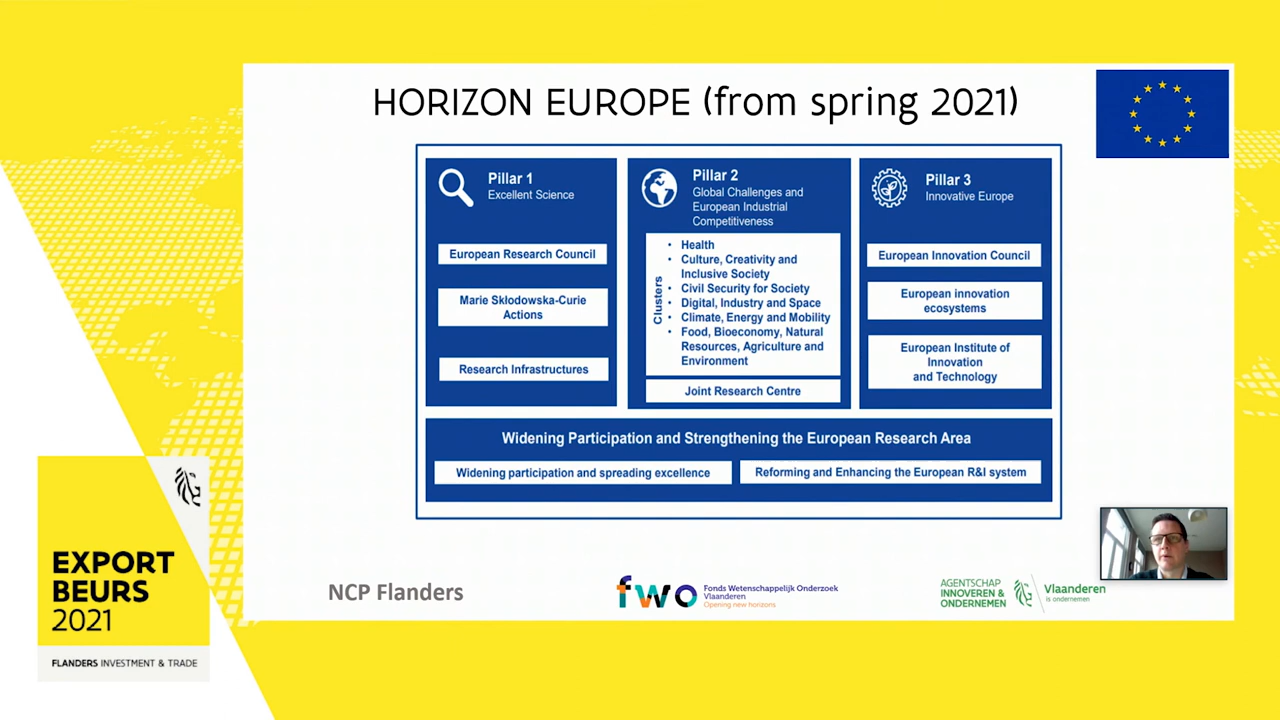 HORIZON EUROPE (from spring 2021)
Pillar 1
Excellent Science
European Research Council
Marie Skłodowska-Curie
Actions
Research Infrastructures
Pillar 2
Global Challenges and
European Industrial
Competitiveness
Clusters
• Health
• Culture, Creativity and
Inclusive Society
• Civil Security for Society
• Digital, Industry and Space
• Climate, Energy and Mobility
• Food, Bioeconomy, Natural
Resources, Agriculture and
Environment
Joint Research Centre
Pillar 3
Innovative Europe
European Innovation Council
European innovation
ecosystems
European Institute of
Innovation
and Technology
Widening Participation and Strengthening the European Research Area
Widening participation and spreading excellence
Reforming and Enhancing the European R&I system
NCP Flanders
fwo
Fonds Wetenschappelijk Onderzoek
Vlaanderen
Opening new horizons
AGENTSCHAP
INNOVEREN &
ONDERNEMEN
Vlaanderen
is ondernemen
EXPORT
BEURS
2021
FLANDERS INVESTMENT & TRADE